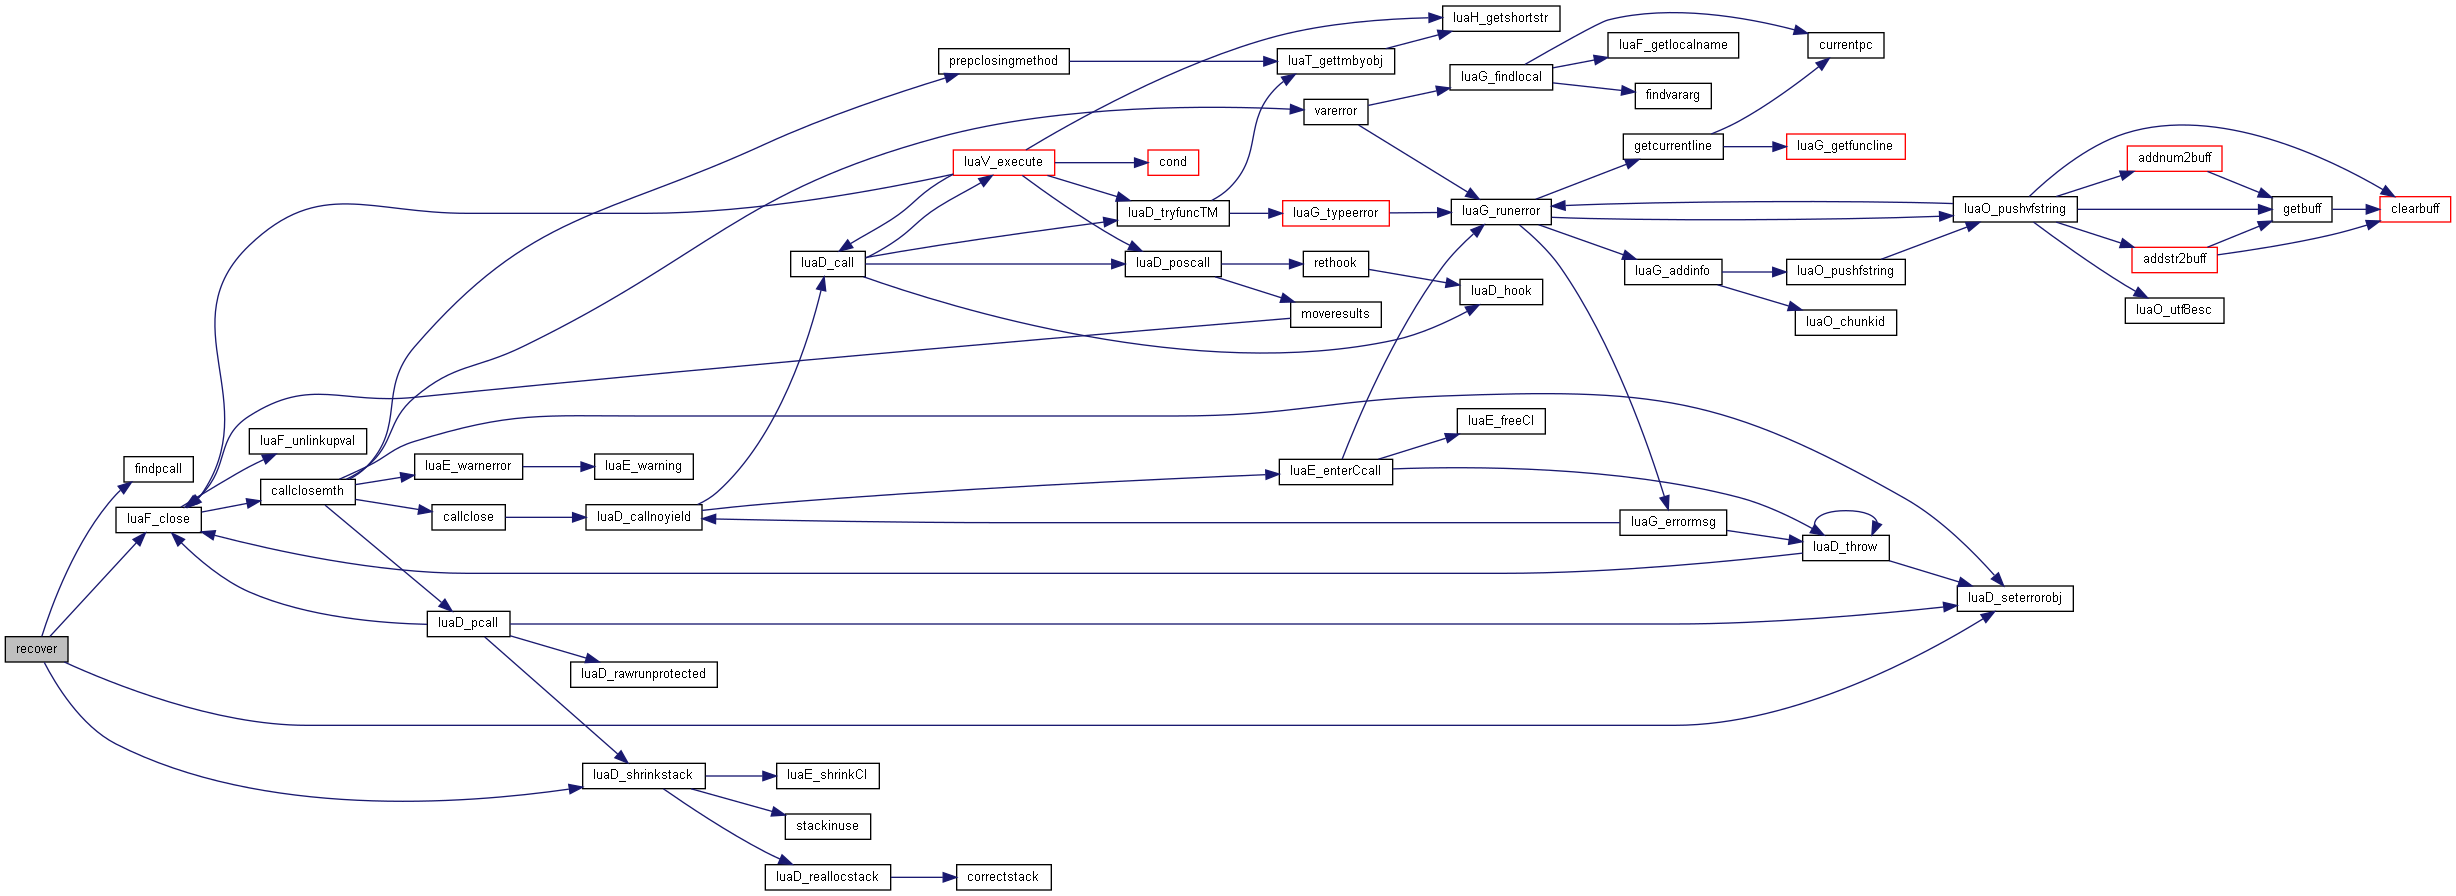 recover
findpcall
luaF_close
luaF_unlinkupval
callclosemth
luaE_warnerror
luaE_warning
callclose
luaD_callnoyield
luaD_pcall
luaD_rawrunprotected
luaD_shrinkstack
luaE_shrinkCI
stackinuse
luaD_reallocstack
correctstack
prepclosingmethod
luaV_execute
cond
luaD_call
luaD_tryfuncTM
luaD_poscall
luaH_getshortstr
luaT_gettmbyobj
varerror
luaG_typeerror
rethook
moveresults
luaE_enterCcall
luaE_freeCI
luaG_findlocal
luaG_runerror
luaD_hook
luaF_getlocalname
findvararg
getcurrentline
luaG_addinfo
luaG_errormsg
currentpc
luaG_getfuncline
luaO_pushfstring
luaO_chunkid
luaD_throw
luaD_seterrorobj
luaO_pushvfstring
addnum2buff
addstr2buff
luaO_utf8esc
getbuff
clearbuff